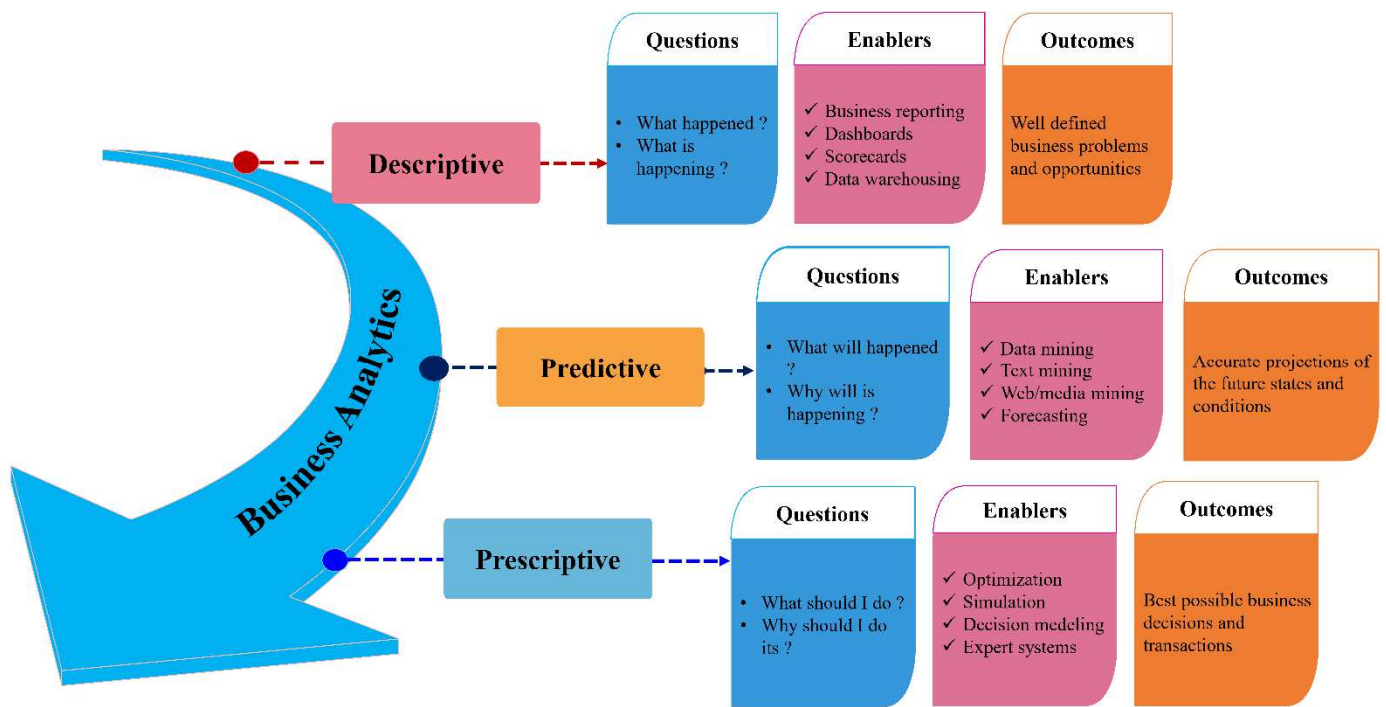 Questions
Enablers
Outcomes
• What happened ?
• What is
happening ?
✓ Business reporting
✓ Dashboards
✓ Scorecards
✓ Data warehousing
Well defined
business problems
and opportunities
Descriptive
Business Analytics
Questions
Enablers
Outcomes
Predictive
• What will happened
?
• Why will is
happening ?
✓ Data mining
✓ Text mining
✓ Web/media mining
✓ Forecasting
Accurate projections of
the future states and
conditions
Questions
Enablers
Outcomes
Prescriptive
• What should I do ?
• Why should I do
its ?
✓ Optimization
✓ Simulation
✓ Decision medeling
✓ Expert systems
Best possible business
decisions and
transactions